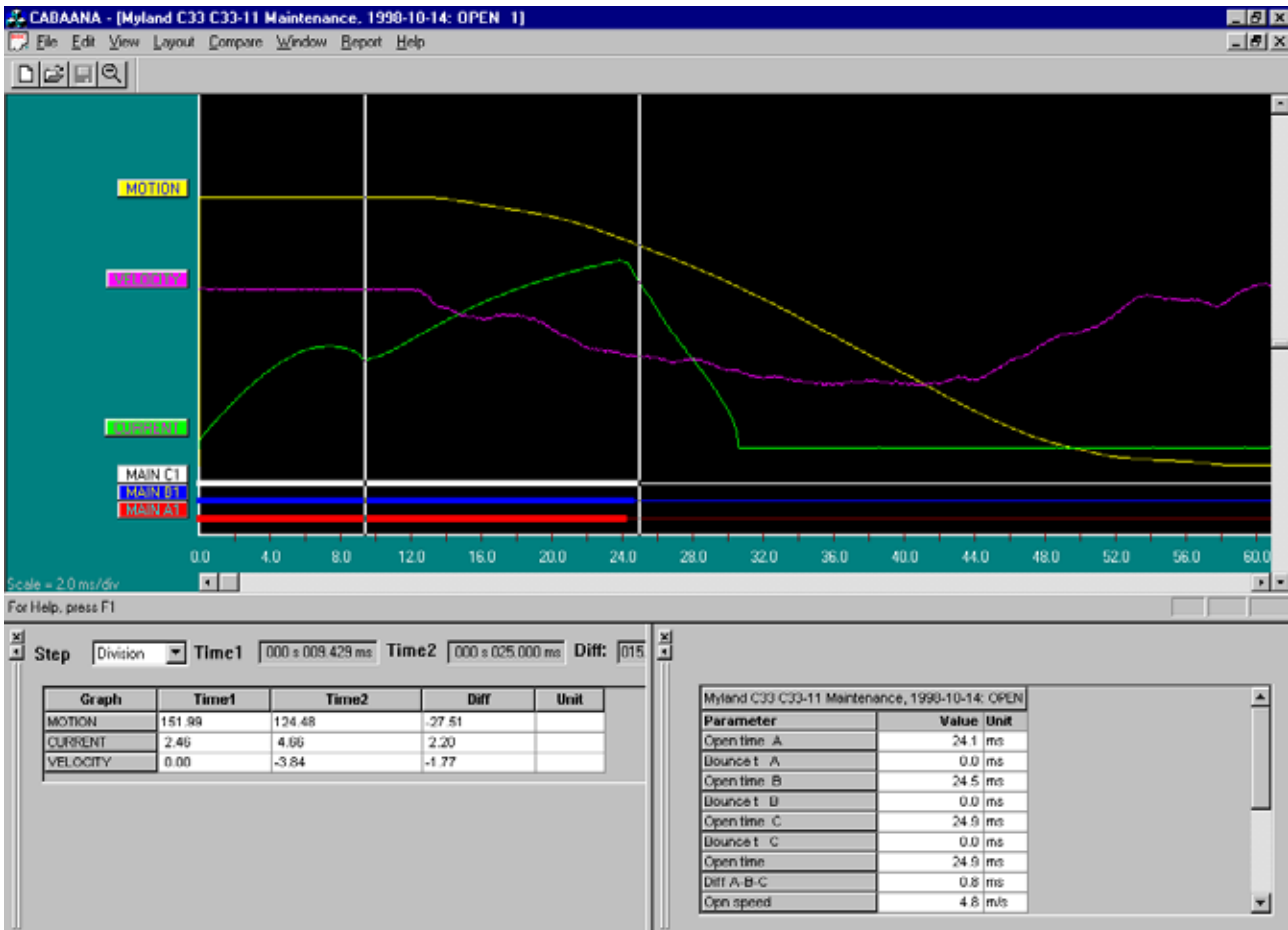 CABAANA - [Myland C33 C33-11 Maintenance, 1998-10-14: OPEN 1]
File Edit View Layout Compare Window Report Help
MOTION
VELOCITY
CURRENT
MAIN C1
MAIN B1
MAIN A1
0.0 4.0 8.0 12.0 16.0 20.0 24.0 28.0 32.0 36.0 40.0 44.0 48.0 52.0 56.0 60.0
Scale = 2.0 ms/div
For Help, press F1
Step Division Time1 000 s 009.429 ms Time2 000 s 025.000 ms Diff: 015.
Graph Time1 Time2 Diff Unit
MOTION 151.99 124.48 -27.51
CURRENT 2.46 4.66 2.20
VELOCITY 0.00 -3.84 -1.77
Myland C33 C33-11 Maintenance, 1998-10-14: OPEN
Parameter Value Unit
Open time A 24.1 ms
Bounce t A 0.0 ms
Open time B 24.5 ms
Bounce t B 0.0 ms
Open time C 24.9 ms
Bounce t C 0.0 ms
Open time 24.9 ms
Diff A-B-C 0.8 ms
Opn speed 4.8 m/s